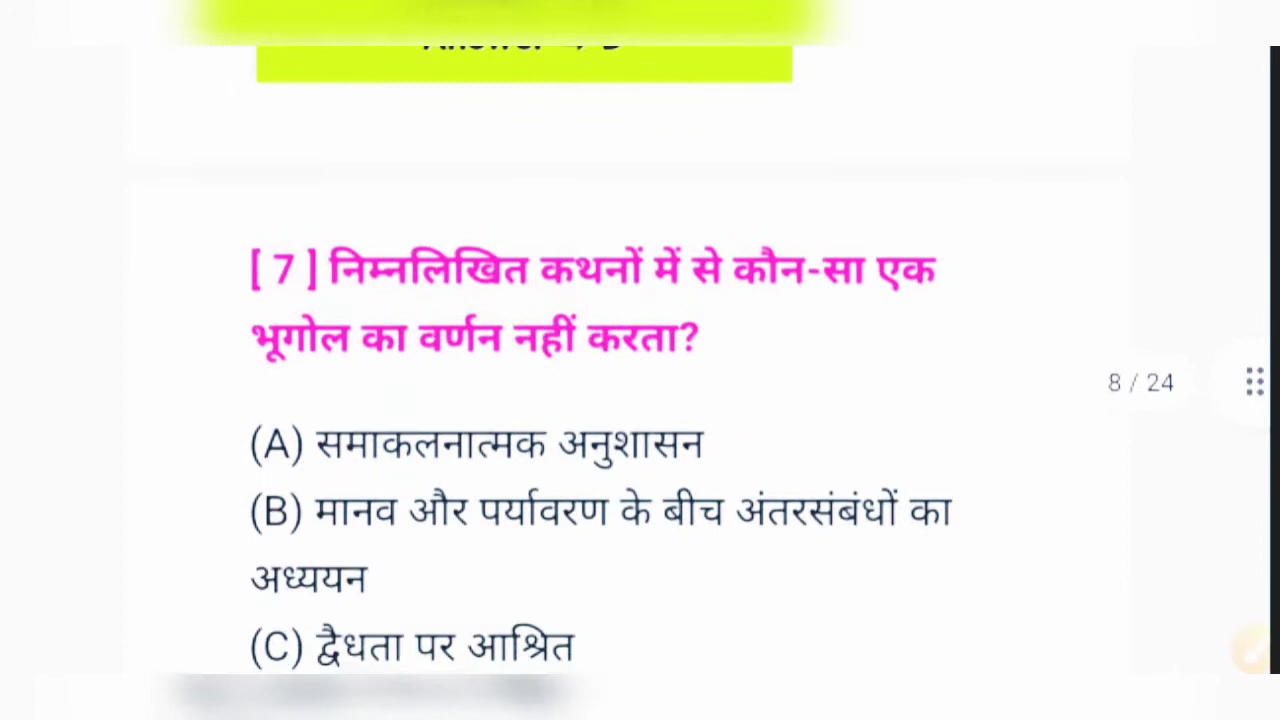 [ 7 ] निम्नलिखित कथनों में से कौन-सा एक
भूगोल का वर्णन नहीं करता?
8 / 24
(A) समाकलनात्मक अनुशासन
(B) मानव और पर्यावरण के बीच अंतरसंबंधों का
अध्ययन
(C) द्वैधता पर आश्रित